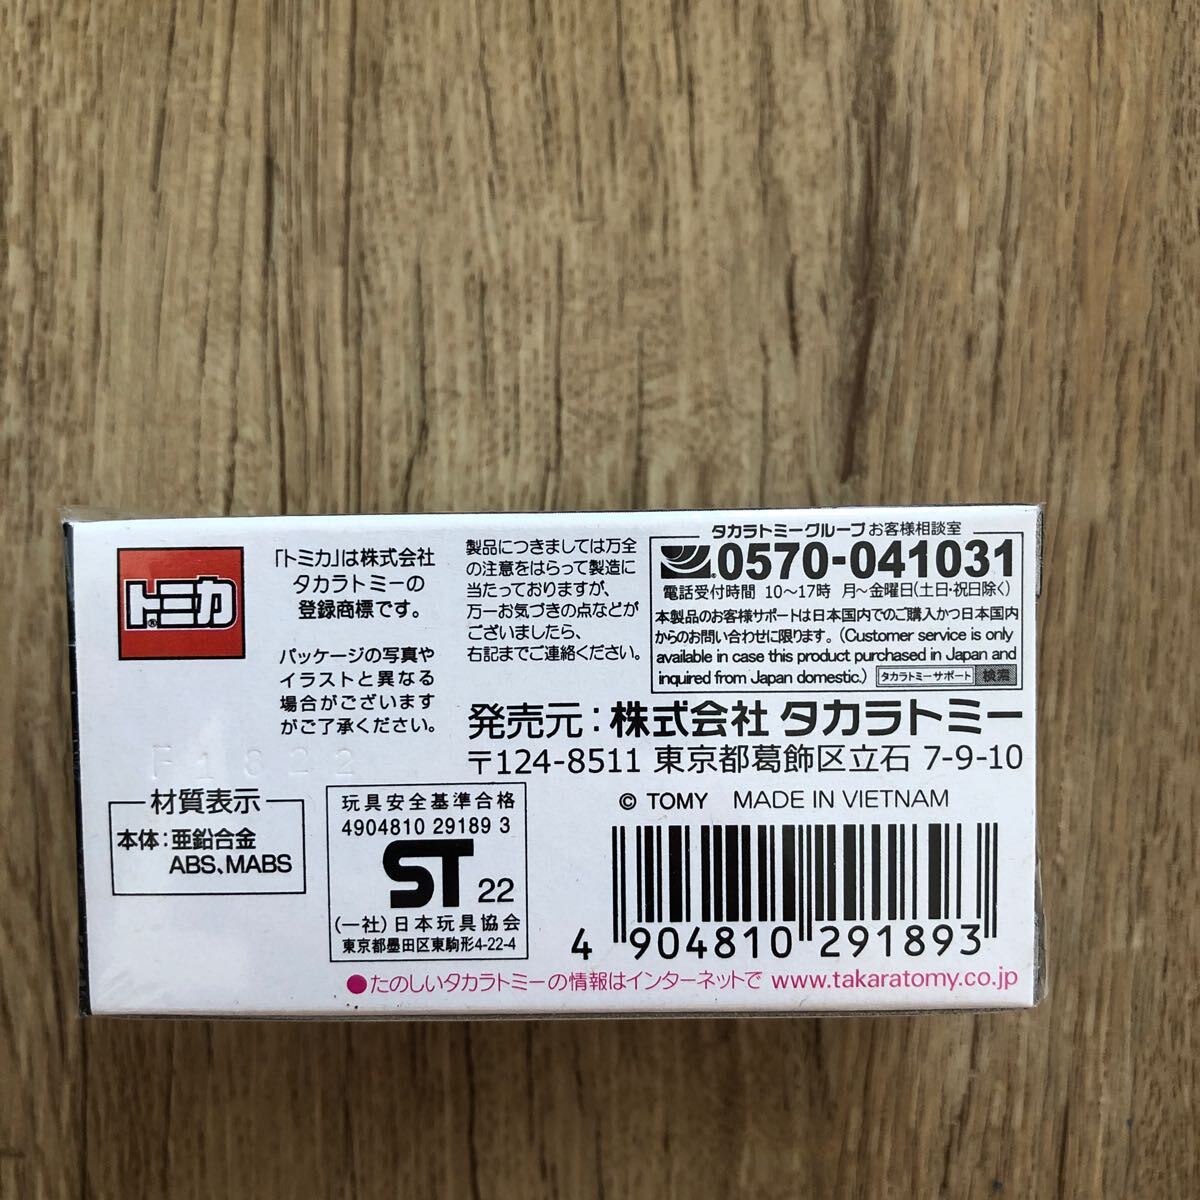 トミカ®
「トミカ」は株式会社
タカラトミーの
登録商標です。
パッケージの写真や
イラストと異なる
場合がございます
がご了承ください。
製品につきましては万全
の注意をはらって製造に
当たっておりますが、
万一お気づきの点などが
ございましたら、
右記までご連絡ください。
タカラトミーグループお客様相談室
0570-041031
電話受付時間 10～17時 月～金曜日(土日・祝日除く)
本製品のお客様サポートは日本国内でのご購入かつ日本国内
からのお問い合わせに限ります。(Customer service is only
available in case this product purchased in Japan and
inquired from Japan domestic.) タカラトミーサポート 検索
発売元：株式会社 タカラトミー
〒124-8511 東京都葛飾区立石 7-9-10
F1822
材質表示
本体：亜鉛合金
ABS、MABS
玩具安全基準合格
4904810 29189 3
ST 22
(一社)日本玩具協会
東京都墨田区東駒形4-22-4
© TOMY MADE IN VIETNAM
4 904810 291893
●たのしいタカラトミーの情報はインターネットで www.takaratomy.co.jp